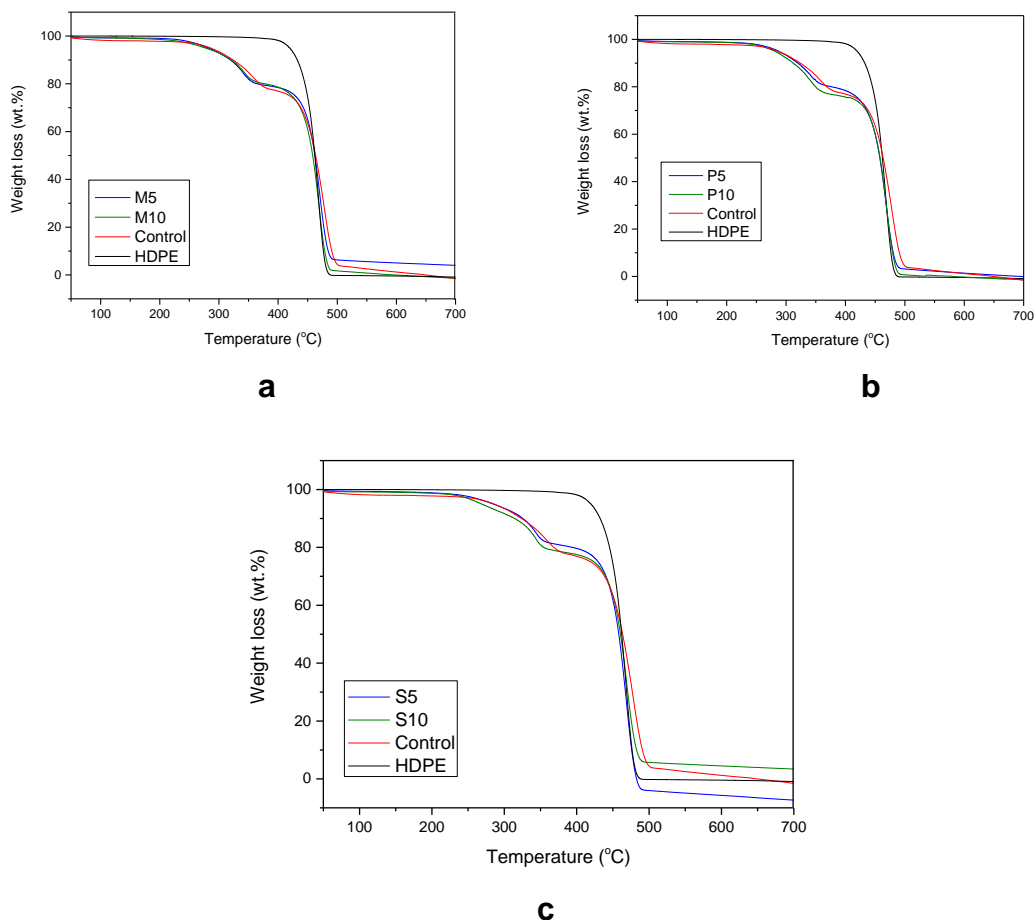 100
80
60
40
20
0
Weight loss (wt.%)
M5
M10
Control
HDPE
100 200 300 400 500 600 700
Temperature (°C)
a
100
80
60
40
20
0
Weight loss (wt.%)
P5
P10
Control
HDPE
100 200 300 400 500 600 700
Temperature (°C)
b
100
80
60
40
20
0
Weight loss (wt.%)
S5
S10
Control
HDPE
100 200 300 400 500 600 700
Temperature (°C)
c